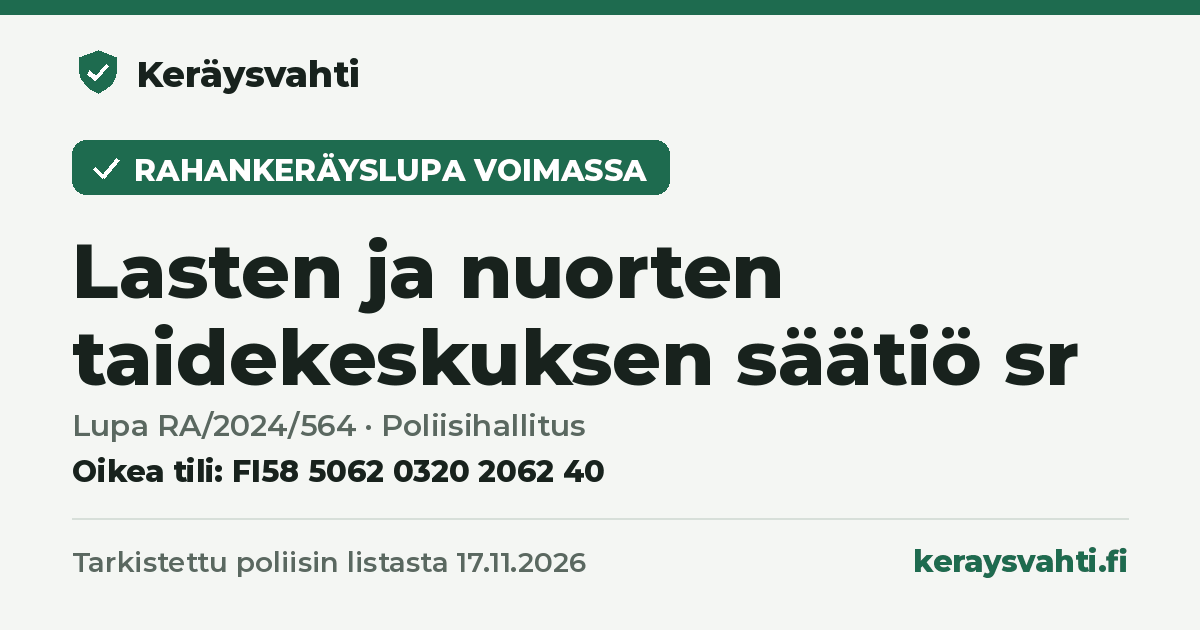 Keräysvahti
RAHANKERÄYSLUPA VOIMASSA
Lasten ja nuorten
taidekeskuksen säätiö sr
Lupa RA/2024/564 · Poliisihallitus
Oikea tili: FI58 5062 0320 2062 40
Tarkistettu poliisin listasta 17.11.2026
keraysvahti.fi